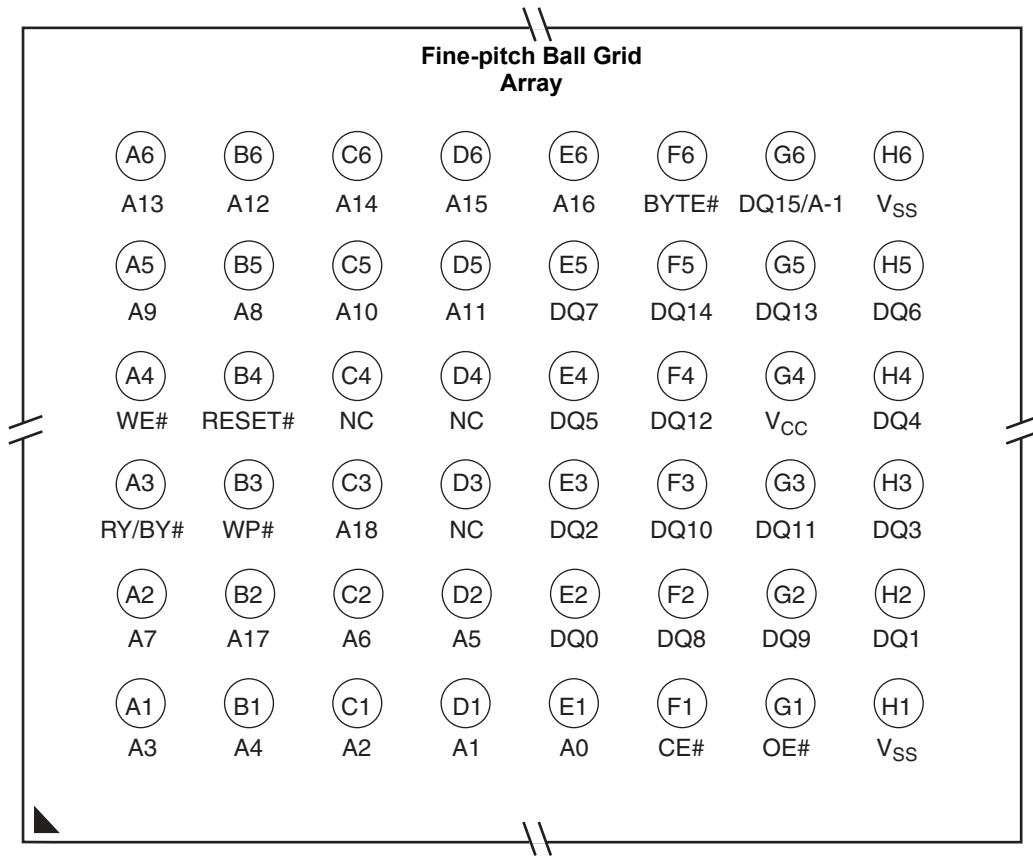 Fine-pitch Ball Grid
Array
A6 B6 C6 D6 E6 F6 G6 H6
A13 A12 A14 A15 A16 BYTE# DQ15/A-1 VSS
A5 B5 C5 D5 E5 F5 G5 H5
A9 A8 A10 A11 DQ7 DQ14 DQ13 DQ6
A4 B4 C4 D4 E4 F4 G4 H4
WE# RESET# NC NC DQ5 DQ12 VCC DQ4
A3 B3 C3 D3 E3 F3 G3 H3
RY/BY# WP# A18 NC DQ2 DQ10 DQ11 DQ3
A2 B2 C2 D2 E2 F2 G2 H2
A7 A17 A6 A5 DQ0 DQ8 DQ9 DQ1
A1 B1 C1 D1 E1 F1 G1 H1
A3 A4 A2 A1 A0 CE# OE# VSS